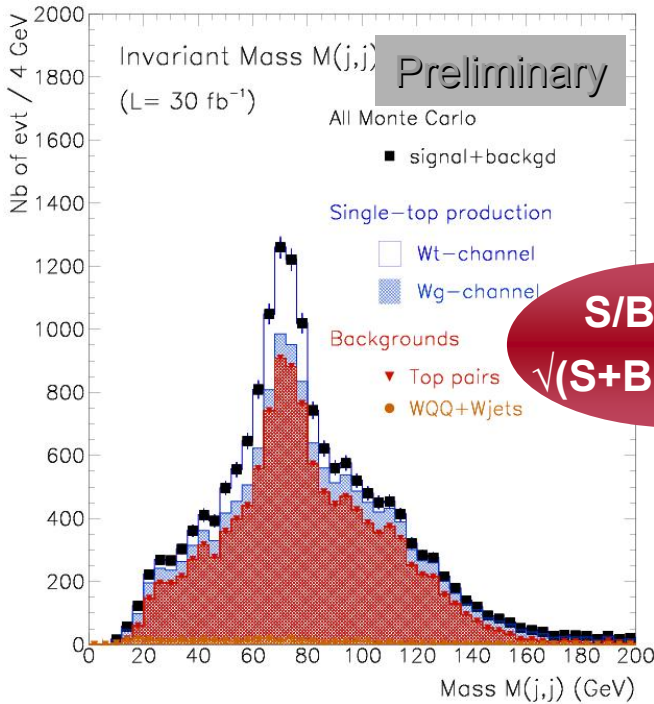 Nb of evt / 4 GeV
2000
1800
1600
1400
1200
1000
800
600
400
200
0
Invariant Mass M(j,j)
(L= 30 fb⁻¹)
Preliminary
All Monte Carlo
signal+backgd
Single-top production
Wt-channel
Wg-channel
Backgrounds
Top pairs
WQQ+Wjets
S/B
√(S+B
0 20 40 60 80 100 120 140 160 180 200
Mass M(j,j) (GeV)